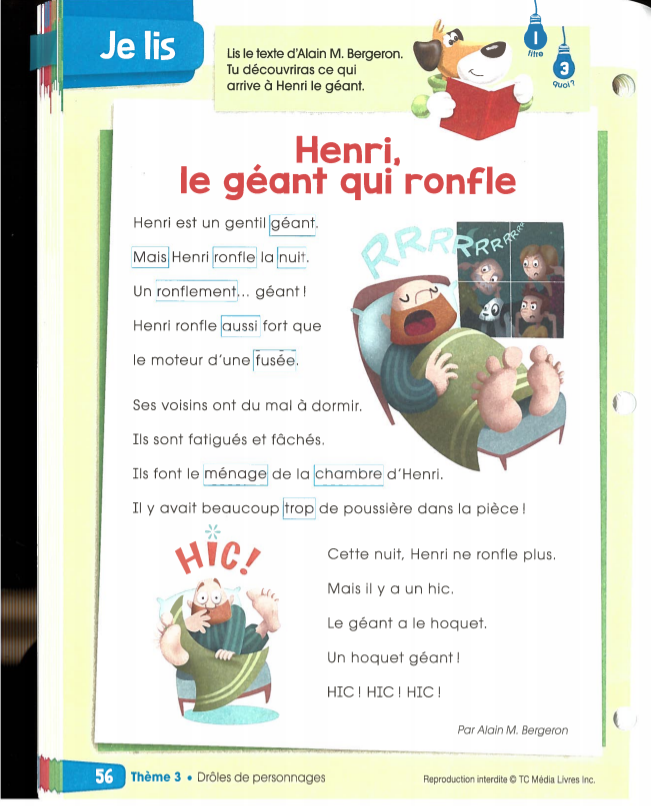 Je lis
Lis le texte d'Alain M. Bergeron.
Tu découvriras ce qui
arrive à Henri le géant.
1
titre
3
quoi?
Henri,
le géant qui ronfle
Henri est un gentil géant.
Mais Henri ronfle la nuit.
Un ronflement... géant !
Henri ronfle aussi fort que
le moteur d'une fusée.
RRRRRRRRR
Ses voisins ont du mal à dormir.
Ils sont fatigués et fâchés.
Ils font le ménage de la chambre d'Henri.
Il y avait beaucoup trop de poussière dans la pièce !
HIC!
Cette nuit, Henri ne ronfle plus.
Mais il y a un hic.
Le géant a le hoquet.
Un hoquet géant !
HIC ! HIC ! HIC !
Par Alain M. Bergeron
56 Thème 3 • Drôles de personnages
Reproduction interdite © TC Média Livres Inc.